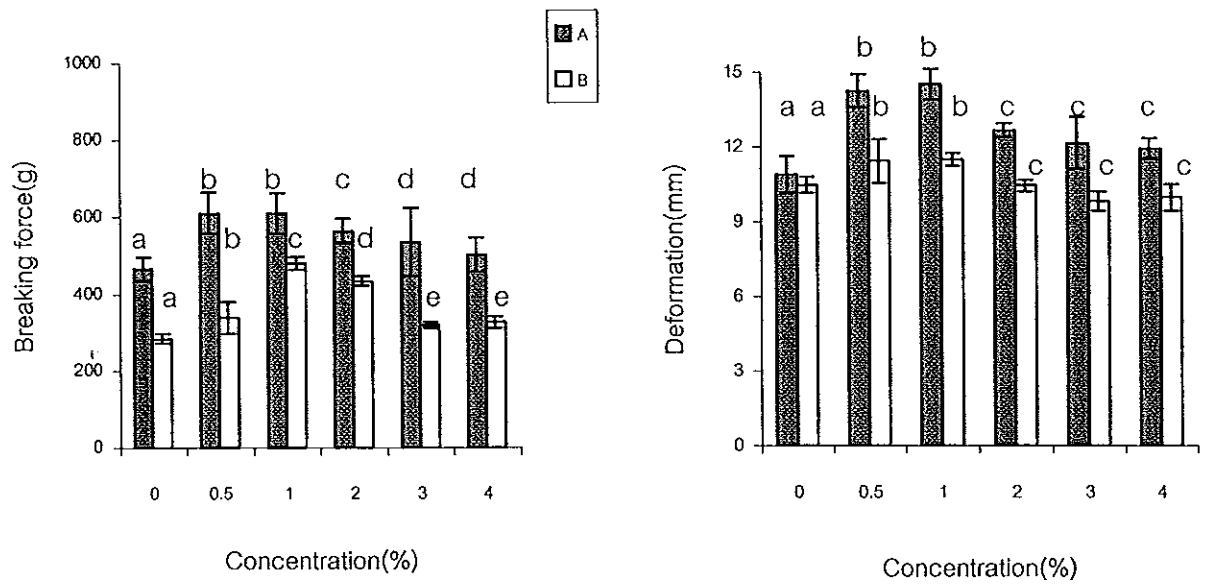 A
B
1000
800
600
400
200
0
Breaking force(g)
a
a
b
b
b
c
c
d
d
e
d
e
0 0.5 1 2 3 4
Concentration(%)
15
12
9
6
3
0
Deformation(mm)
a a
b
b
b
b
c
c
c
c
c
c
0 0.5 1 2 3 4
Concentration(%)